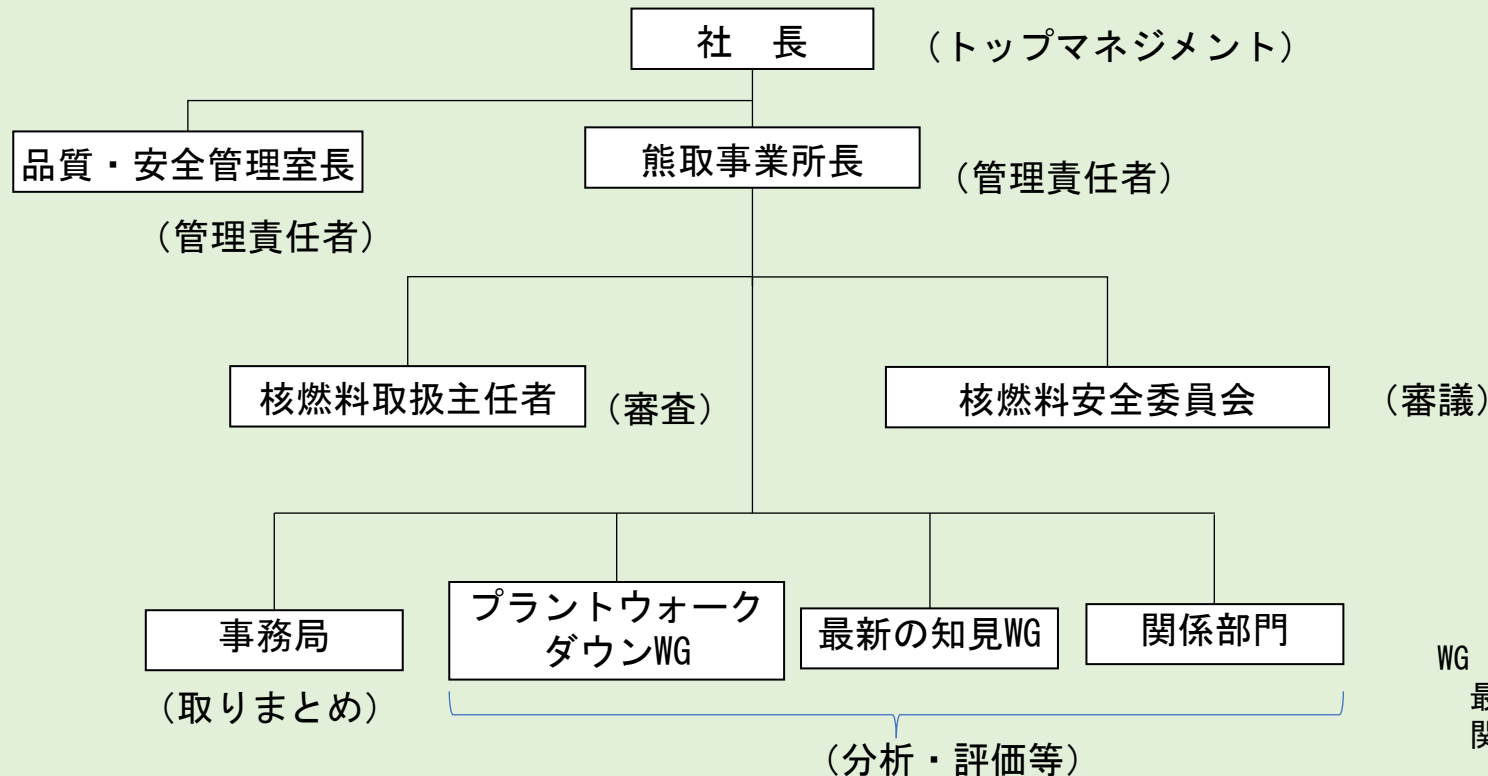 社　長
（トップマネジメント）
品質・安全管理室長
（管理責任者）
熊取事業所長
（管理責任者）
核燃料取扱主任者
（審査）
核燃料安全委員会
（審議）
事務局
（取りまとめ）
プラントウォーク
ダウンWG
最新の知見WG
関係部門
（分析・評価等）
WG
最
関